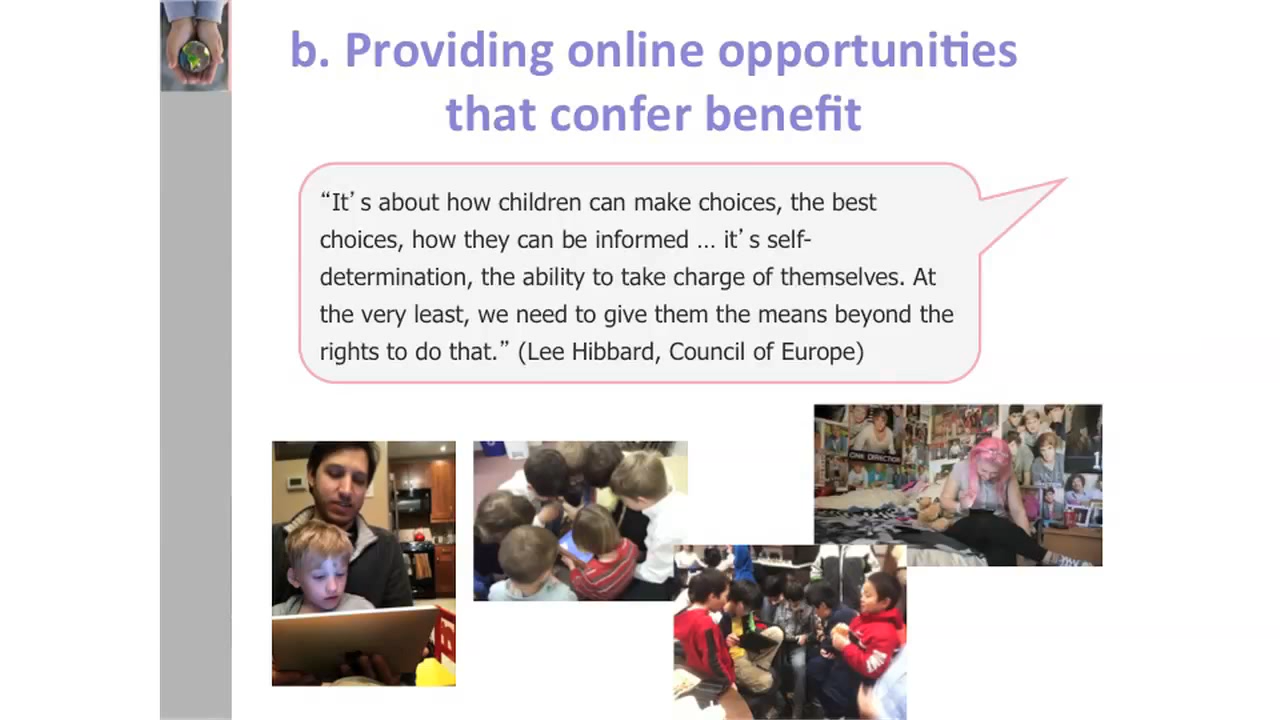 b. Providing online opportunities
that confer benefit
“It’s about how children can make choices, the best
choices, how they can be informed … it’s self-
determination, the ability to take charge of themselves. At
the very least, we need to give them the means beyond the
rights to do that.” (Lee Hibbard, Council of Europe)
ONE DIRECTION